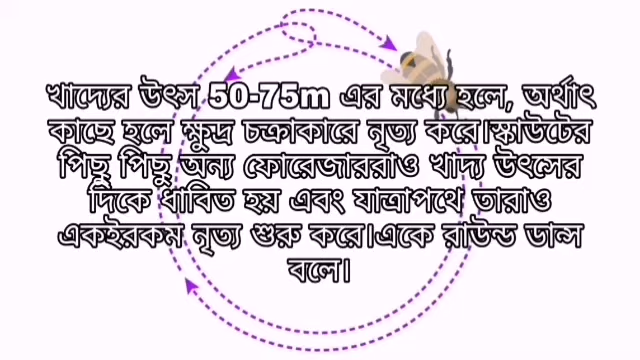 খাদ্যের উৎস 50-75m এর মধ্যে হলে, অর্থাৎ
কাছে হলে ক্ষুদ্র চক্রাকারে নৃত্য করে।স্কাউটের
পিছু পিছু অন্য ফোরেজাররাও খাদ্য উৎসের
দিকে ধাবিত হয় এবং যাত্রাপথে তারাও
একইরকম নৃত্য শুরু করে।একে রাউন্ড ডান্স
বলে।